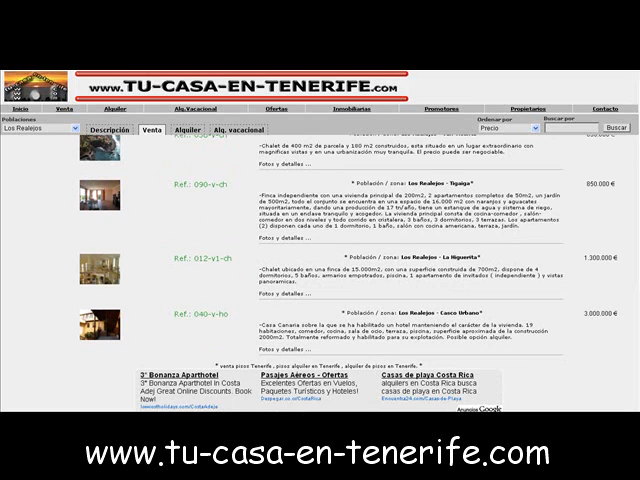 www.TU-CASA-EN-TENERIFE.COM
Inicio Venta Alquiler Alq.Vacacional Ofertas Inmobiliarias Promotores Propietarios Contacto
Poblaciones Ordenar por Buscar por
Los Realejos Descripción Venta Alquiler Alq. vacacional Precio Buscar
-Chalet de 400 m2 de parcela y 180 m2 construidos, esta situado en un lugar extraordinario con
magnificas vistas y en una urbanización muy tranquila. El precio puede ser negociable.
Fotos y detalles ...
Ref.: 090-v-ch * Población / zona: Los Realejos - Tigaiga* 850.000 €
-Finca independiente con una vivienda principal de 200m2, 2 apartamentos completos de 50m2, un jardín
de 500m2, todo el conjunto se encuentra en una espacio de 16.000 m2 con naranjos y aguacates
mayoritariamente, dando una producción de 17 tn/año, tiene un estanque de agua y sistema de riego,
situada en un enclave tranquilo y acogedor. La vivienda principal consta de cocina-comedor , salón-
comedor en dos niveles y todo corrido en cristalera, 3 baños, 3 dormitorios, 3 terrazas. Los apartamentos
(2) disponen cada uno de 1 dormitorio, 1 baño, salón con cocina americana, terraza, jardín.
Fotos y detalles ...
Ref.: 012-v1-ch * Población / zona: Los Realejos - La Higuerita* 1.300.000 €
-Chalet ubicado en una finca de 15.000m2, con una superficie construida de 700m2, dispone de 4
dormitorios, 5 baños, armarios empotrados, piscina, 1 apartamento de invitados ( independiente ) y vistas
panoramicas.
Fotos y detalles ...
Ref.: 040-v-ho * Población / zona: Los Realejos - Casco Urbano* 3.000.000 €
-Casa Canaria sobre la que se ha habilitado un hotel manteniendo el carácter de la vivienda. 19
habitaciones, comedor, cocina, sala de ocio, terraza, parking, piscina, superficie aproximada de la construcción
2000m2. Totalmente reformado y habilitado para su explotación. Posible opción alquiler.
Fotos y detalles ...
* venta pisos Tenerife , pisos alquiler en Tenerife , alquiler de pisos en Tenerife. *
3* Bonanza Aparthotel Pasajes Aéreos - Ofertas Casas de playa Costa Rica
3* Bonanza Aparthotel In Costa Excelentes Ofertas en Vuelos, alquilers en Costa Rica busca
Adej Great Online Discounts. Book Paquetes Turísticos y Hoteles! casas de playa en Costa Rica
Now! Despegar.co.cr/CostaRica Encuentra24.com/Casas-de-Playa
lowcostholidays.com/CostaAdeje
Anuncios Google
www.tu-casa-en-tenerife.com